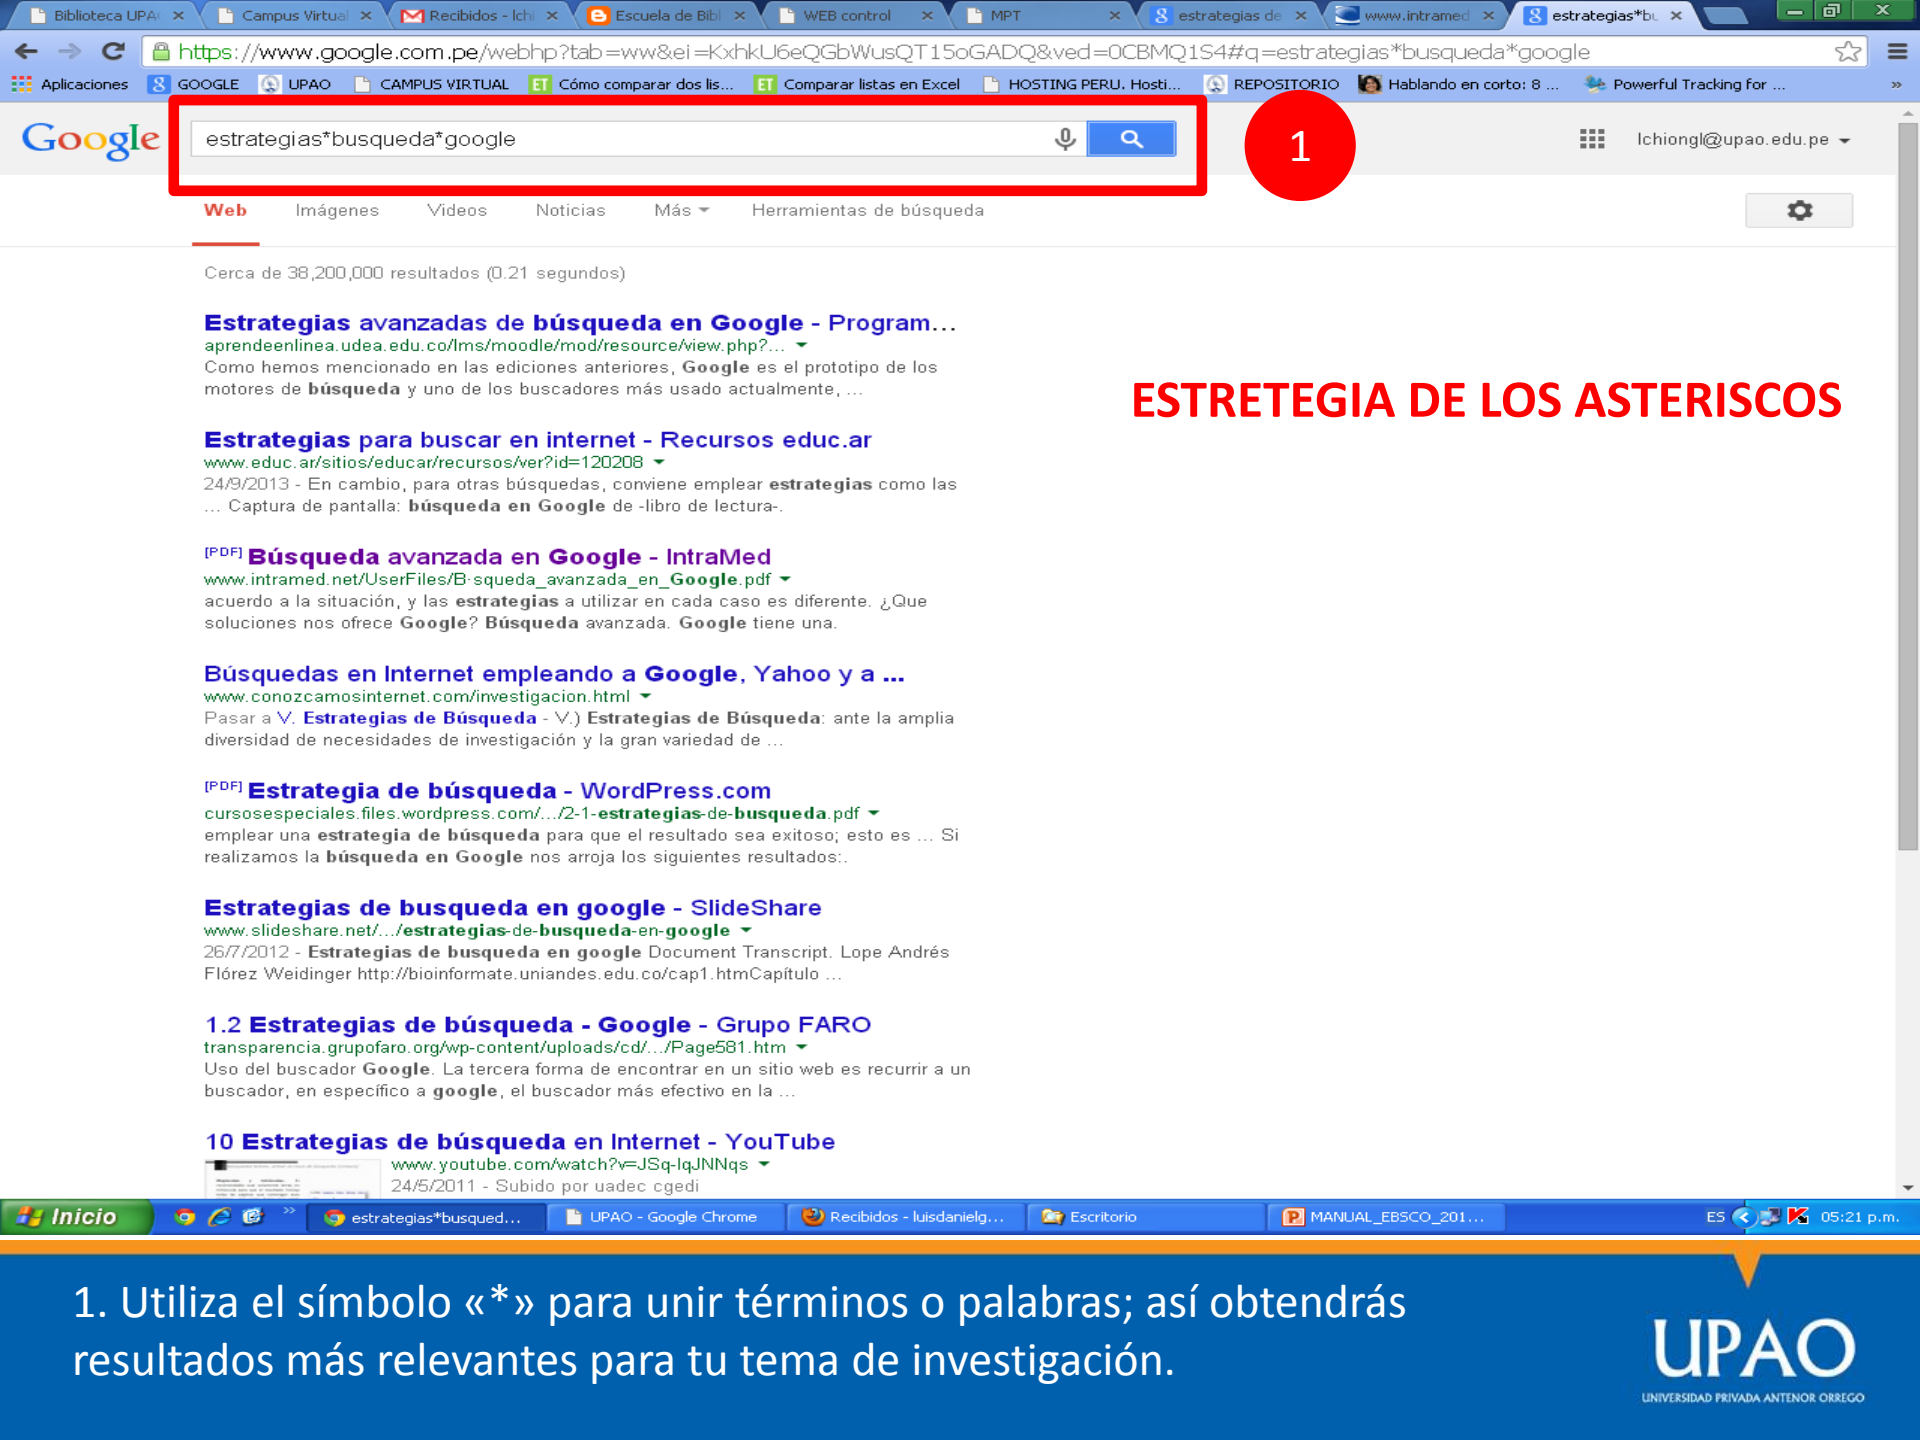 Biblioteca UPA
Campus Virtual
Recibidos - lchi
Escuela de Bibl
WEB control
MPT
estrategias de
www.intramed
estrategias*bu
https://www.google.com.pe/webhp?tab=ww&ei=KxhkU6eQGbWusQT15oGADQ&ved=0CBMQ1S4#q=estrategias*busqueda*google
Aplicaciones GOOGLE UPAO CAMPUS VIRTUAL Cómo comparar dos lis... Comparar listas en Excel HOSTING PERU. Hosti... REPOSITORIO Hablando en corto: 8 ... Powerful Tracking for ... »
Google
estrategias*busqueda*google
1
lchiongl@upao.edu.pe
Web Imágenes Videos Noticias Más Herramientas de búsqueda
Cerca de 38,200,000 resultados (0.21 segundos)
Estrategias avanzadas de búsqueda en Google - Program...
aprendeenlinea.udea.edu.co/lms/moodle/mod/resource/view.php?...
Como hemos mencionado en las ediciones anteriores, Google es el prototipo de los
motores de búsqueda y uno de los buscadores más usado actualmente, ...
ESTRETEGIA DE LOS ASTERISCOS
Estrategias para buscar en internet - Recursos educ.ar
www.educ.ar/sitios/educar/recursos/ver?id=120208
24/9/2013 - En cambio, para otras búsquedas, conviene emplear estrategias como las
... Captura de pantalla: búsqueda en Google de -libro de lectura-.
[PDF] Búsqueda avanzada en Google - IntraMed
www.intramed.net/UserFiles/B·squeda_avanzada_en_Google.pdf
acuerdo a la situación, y las estrategias a utilizar en cada caso es diferente. ¿Que
soluciones nos ofrece Google? Búsqueda avanzada. Google tiene una.
Búsquedas en Internet empleando a Google, Yahoo y a ...
www.conozcamosinternet.com/investigacion.html
Pasar a V. Estrategias de Búsqueda - V.) Estrategias de Búsqueda: ante la amplia
diversidad de necesidades de investigación y la gran variedad de ...
[PDF] Estrategia de búsqueda - WordPress.com
cursosespeciales.files.wordpress.com/.../2-1-estrategias-de-busqueda.pdf
emplear una estrategia de búsqueda para que el resultado sea exitoso; esto es ... Si
realizamos la búsqueda en Google nos arroja los siguientes resultados:.
Estrategias de busqueda en google - SlideShare
www.slideshare.net/.../estrategias-de-busqueda-en-google
26/7/2012 - Estrategias de busqueda en google Document Transcript. Lope Andrés
Flórez Weidinger http://bioinformate.uniandes.edu.co/cap1.htmCapítulo ...
1.2 Estrategias de búsqueda - Google - Grupo FARO
transparencia.grupofaro.org/wp-content/uploads/cd/.../Page581.htm
Uso del buscador Google. La tercera forma de encontrar en un sitio web es recurrir a un
buscador, en específico a google, el buscador más efectivo en la ...
10 Estrategias de búsqueda en Internet - YouTube
www.youtube.com/watch?v=JSq-lqJNNqs
24/5/2011 - Subido por uadec cgedi
Inicio » estrategias*busqued... UPAO - Google Chrome Recibidos - luisdanielg... Escritorio MANUAL_EBSCO_201... ES 05:21 p.m.
1. Utiliza el símbolo «*» para unir términos o palabras; así obtendrás
resultados más relevantes para tu tema de investigación.
UPAO
UNIVERSIDAD PRIVADA ANTENOR ORREGO